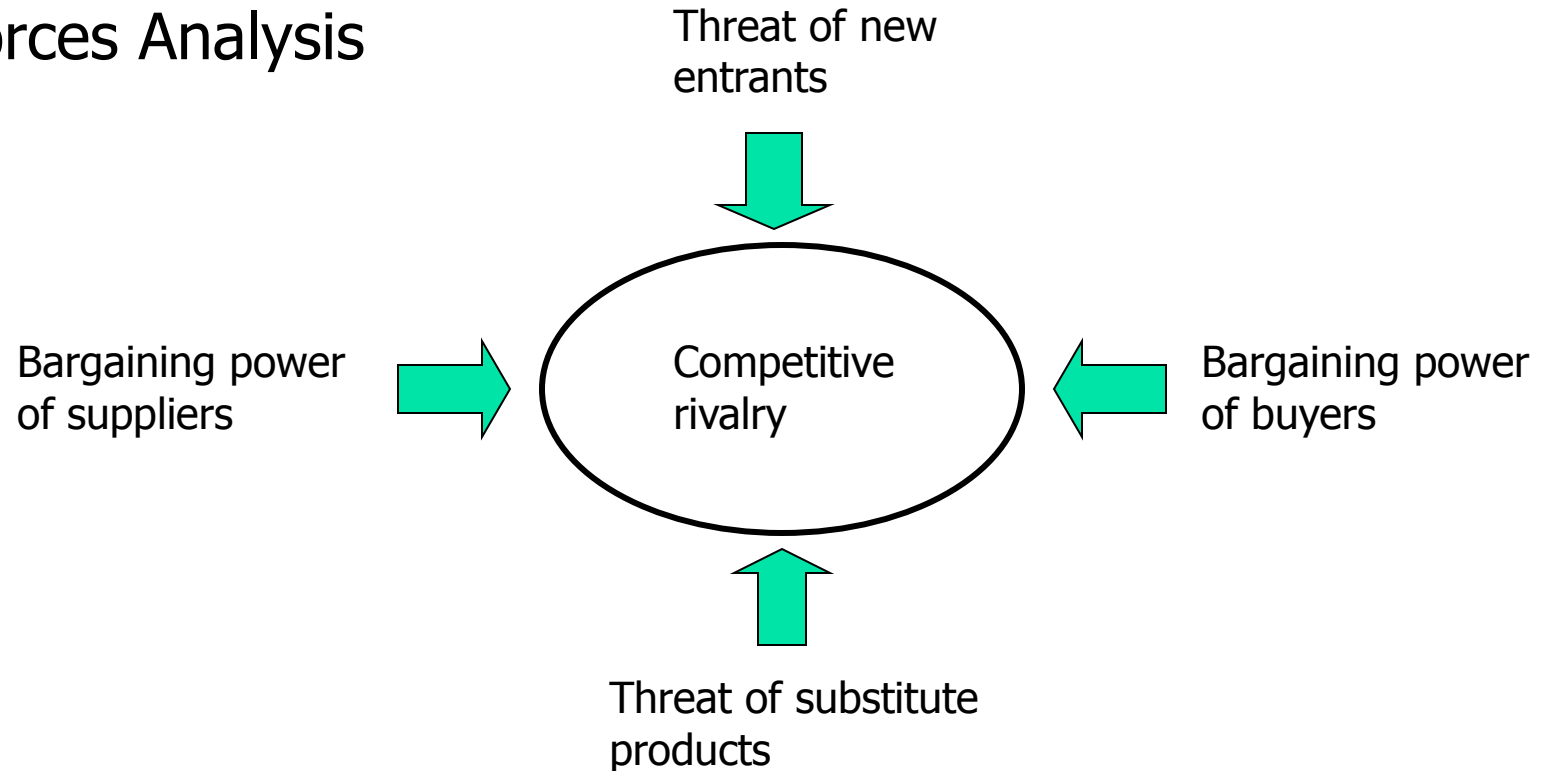 orces Analysis
Threat of new
entrants
Bargaining power
of suppliers
Competitive
rivalry
Bargaining power
of buyers
Threat of substitute
products